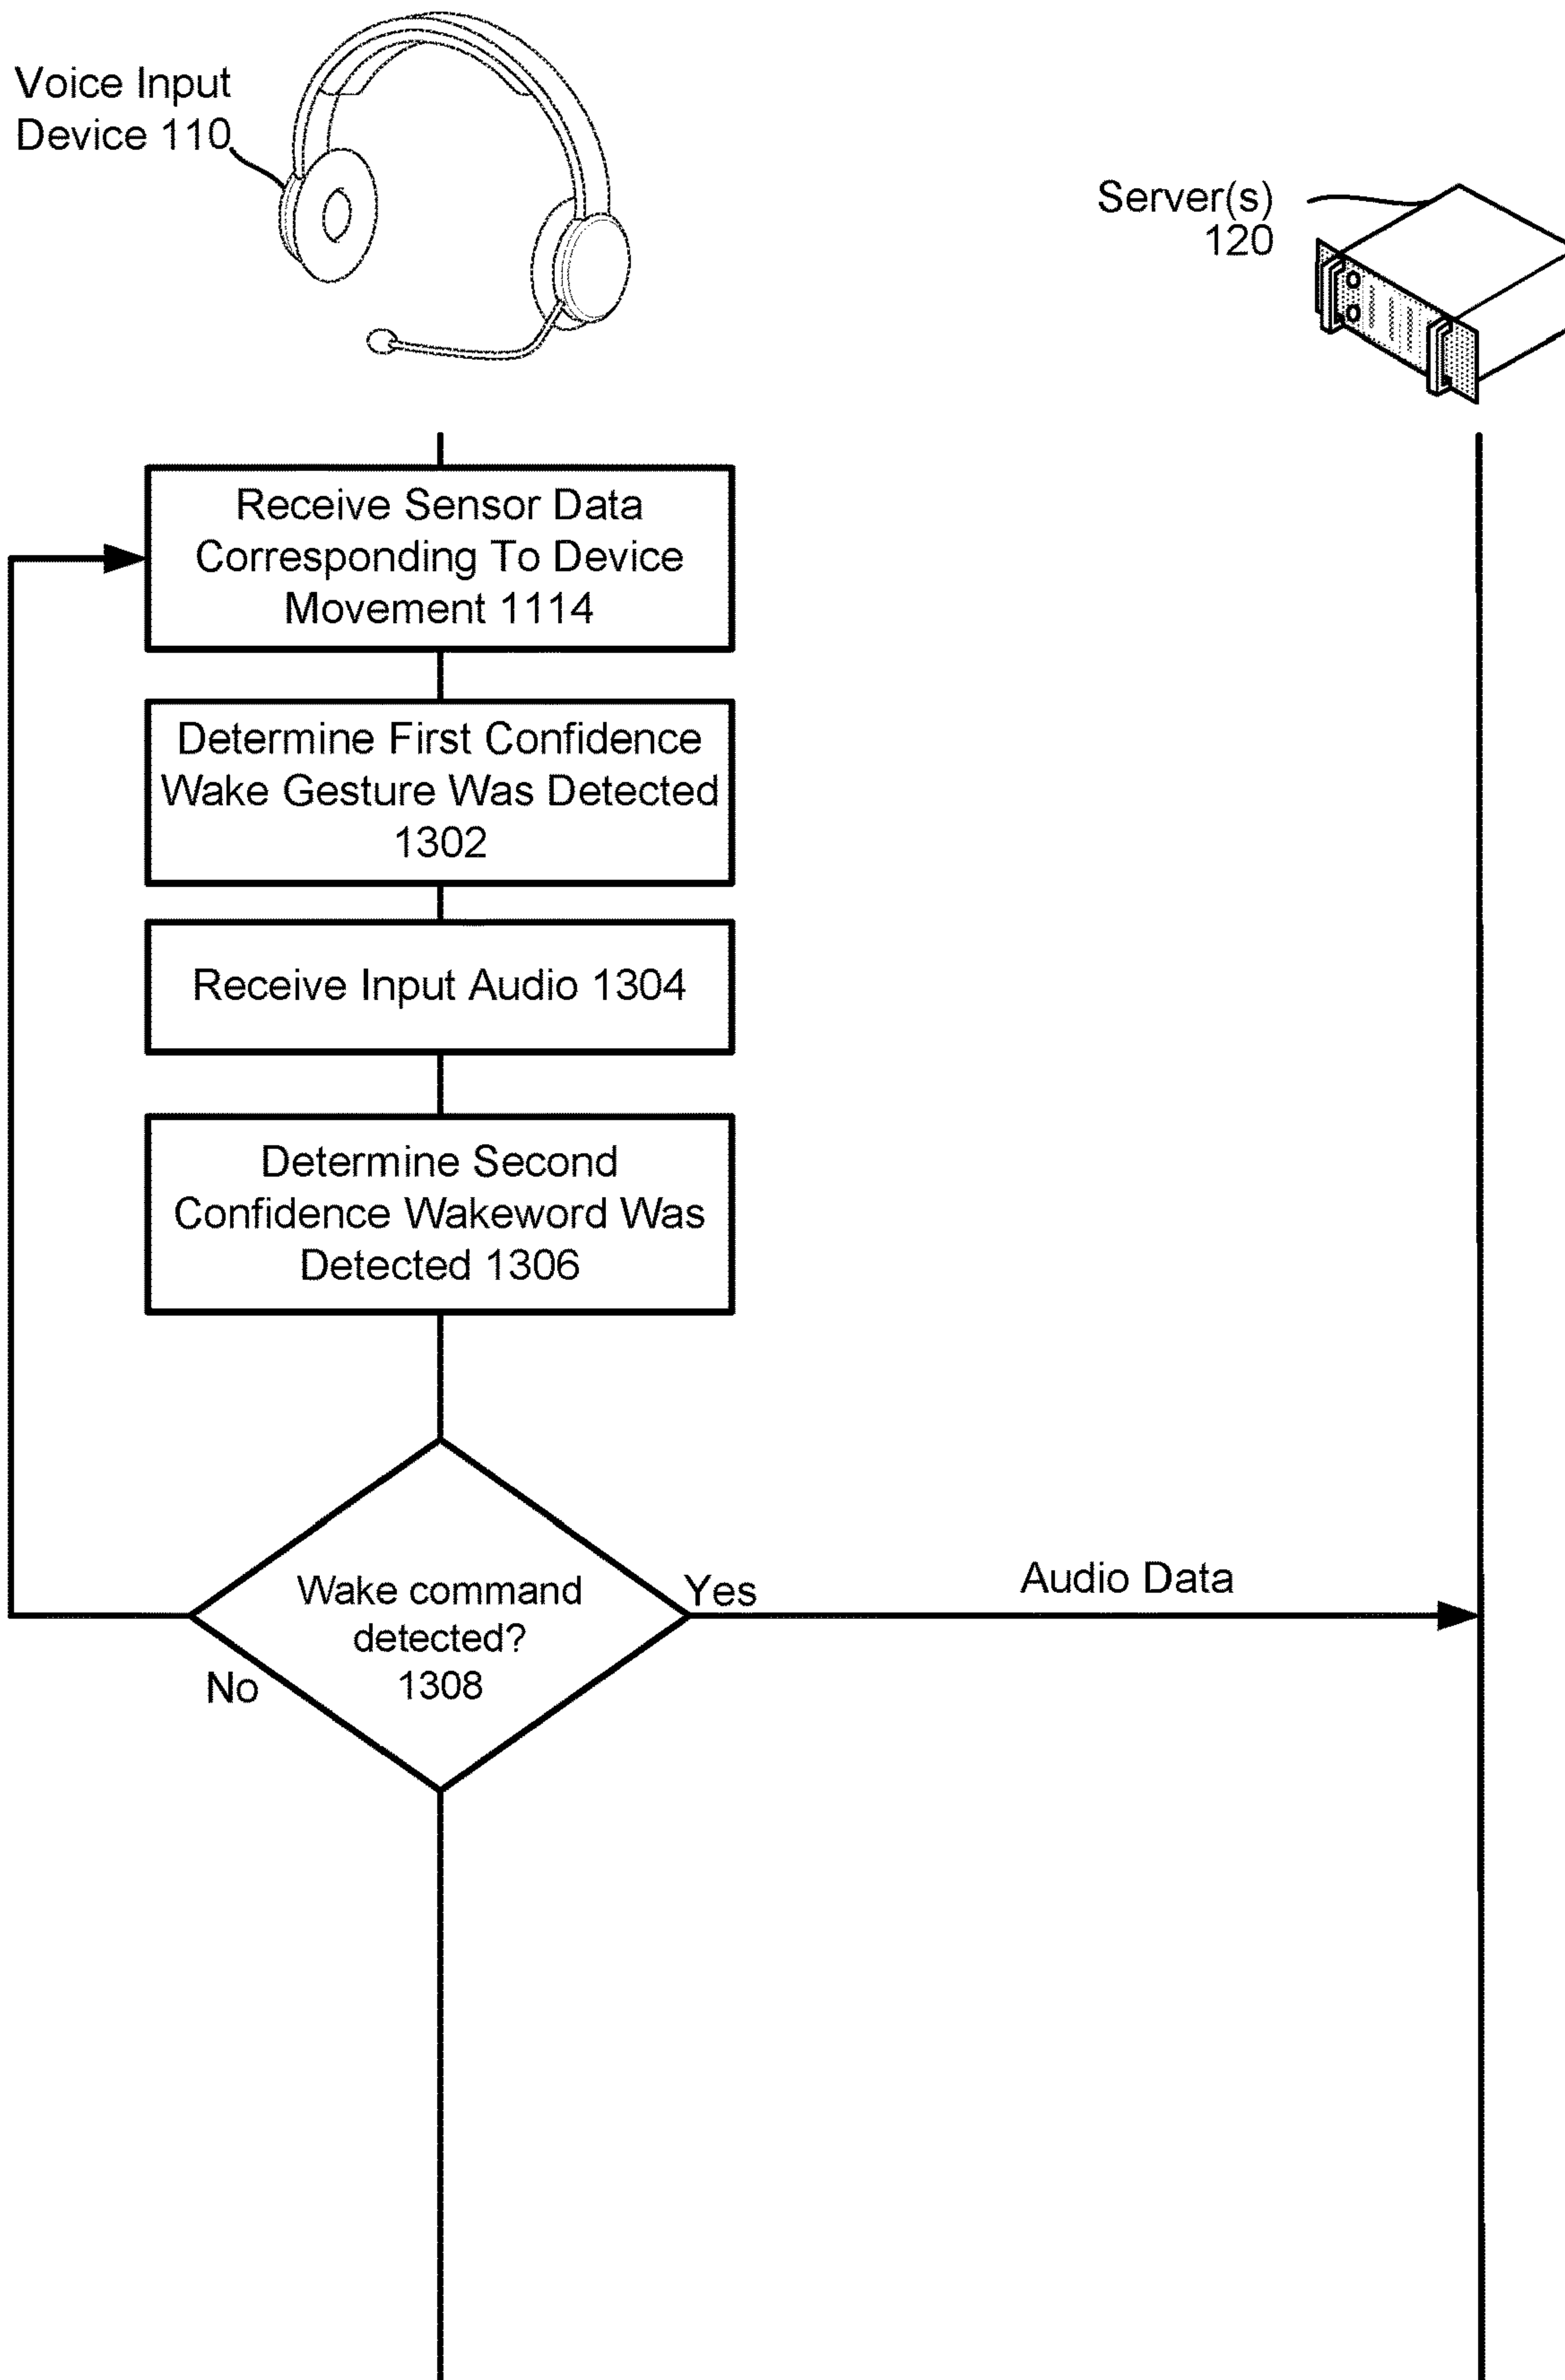 Voice Input
Device 110
Server(s)
120
Receive Sensor Data
Corresponding To Device
Movement 1114
Determine First Confidence
Wake Gesture Was Detected
1302
Receive Input Audio 1304
Determine Second
Confidence Wakeword Was
Detected 1306
Wake command
detected?
1308
Yes
Audio Data
No